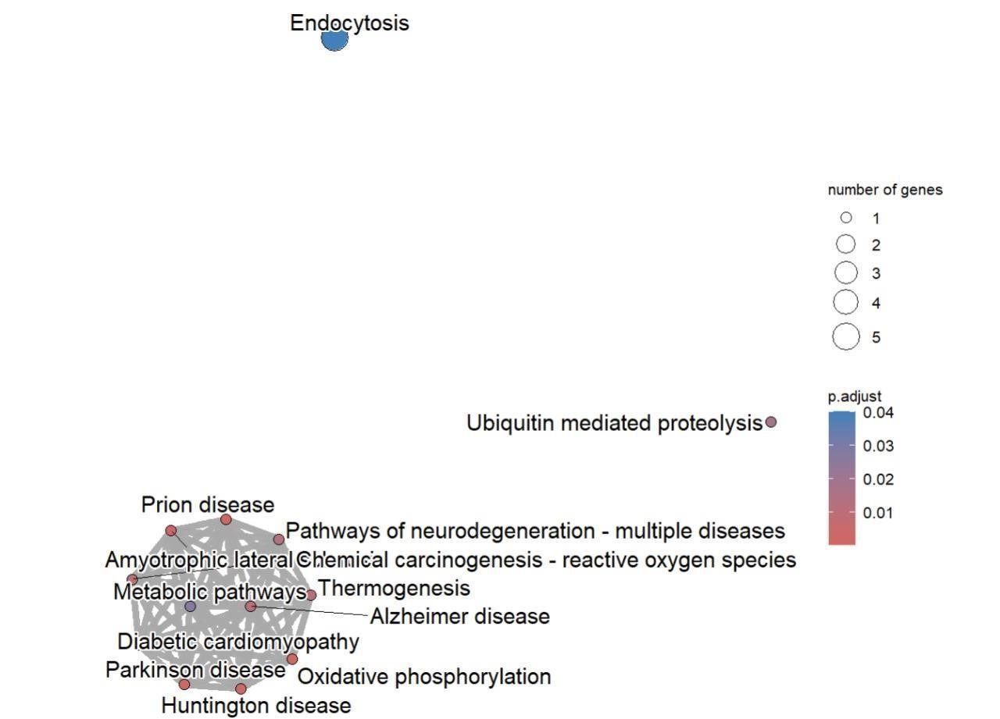 Endocytosis
number of genes
1
2
3
4
5
p.adjust
0.04
0.03
0.02
0.01
Ubiquitin mediated proteolysis
Prion disease
Pathways of neurodegeneration - multiple diseases
Amyotrophic lateral
Chemical carcinogenesis - reactive oxygen species
Thermogenesis
Metabolic pathways
Alzheimer disease
Diabetic cardiomyopathy
Parkinson disease
Oxidative phosphorylation
Huntington disease